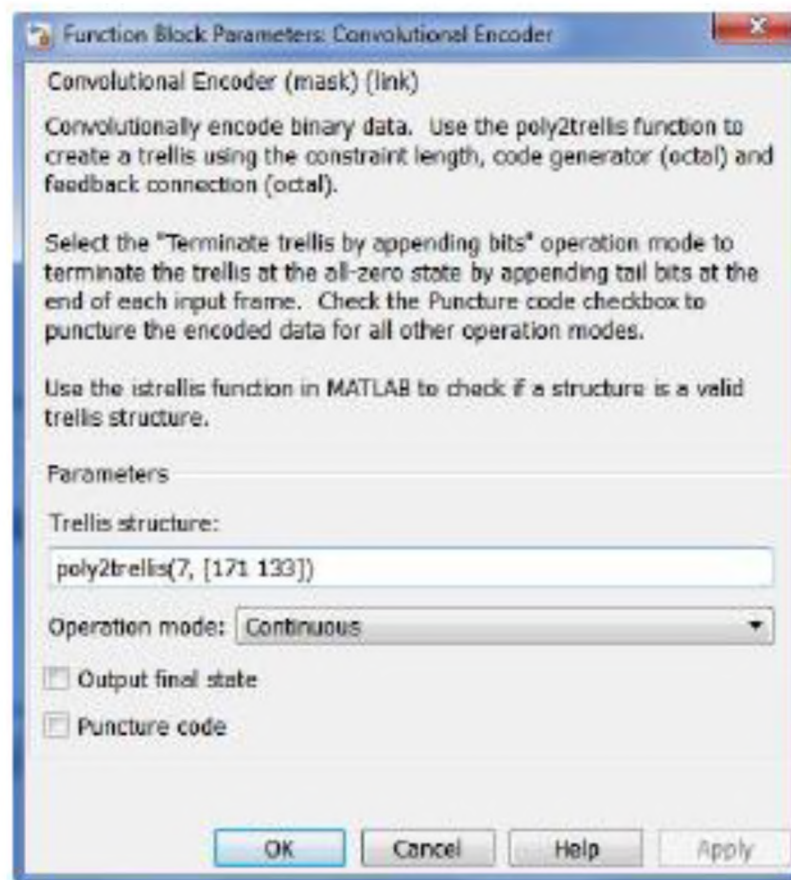 Function Block Parameters: Convolutional Encoder
Convolutional Encoder (mask) (link)
Convolutionally encode binary data. Use the poly2trellis function to
create a trellis using the constraint length, code generator (octal) and
feedback connection (octal).
Select the "Terminate trellis by appending bits" operation mode to
terminate the trellis at the all-zero state by appending tail bits at the
end of each input frame. Check the Puncture code checkbox to
puncture the encoded data for all other operation modes.
Use the istrellis function in MATLAB to check if a structure is a valid
trellis structure.
Parameters
Trellis structure:
poly2trellis(7, [171 133])
Operation mode: Continuous
Output final state
Puncture code
OK Cancel Help Apply